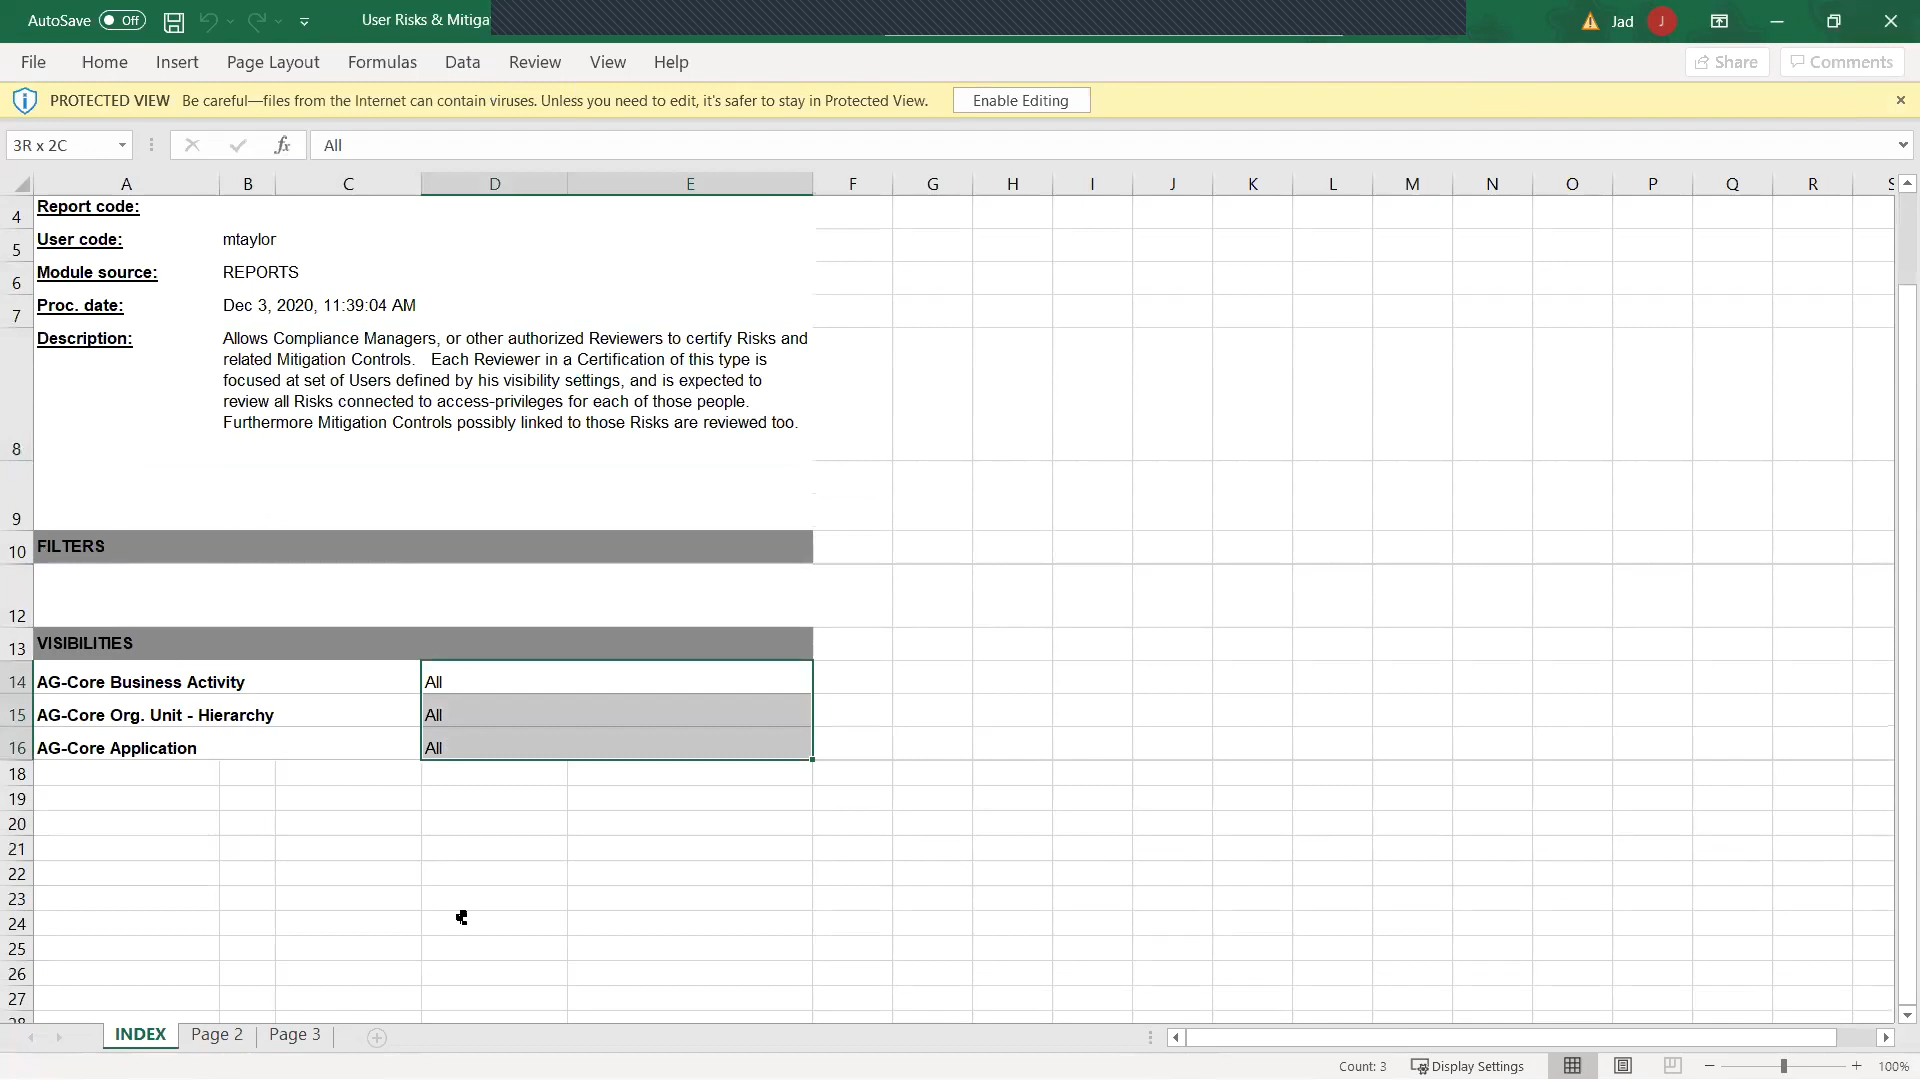 AutoSave Off User Risks & Mitiga Jad J
File Home Insert Page Layout Formulas Data Review View Help Share Comments
PROTECTED VIEW Be careful—files from the Internet can contain viruses. Unless you need to edit, it's safer to stay in Protected View. Enable Editing
3R x 2C fx All
A B C D E F G H I J K L M N O P Q R S
4 Report code:
5 User code: mtaylor
6 Module source: REPORTS
7 Proc. date: Dec 3, 2020, 11:39:04 AM
Description: Allows Compliance Managers, or other authorized Reviewers to certify Risks and
related Mitigation Controls. Each Reviewer in a Certification of this type is
focused at set of Users defined by his visibility settings, and is expected to
review all Risks connected to access-privileges for each of those people.
Furthermore Mitigation Controls possibly linked to those Risks are reviewed too.
8
9
10 FILTERS
12
13 VISIBILITIES
14 AG-Core Business Activity All
15 AG-Core Org. Unit - Hierarchy All
16 AG-Core Application All
18
19
20
21
22
23
24
25
26
27
28
INDEX Page 2 Page 3
Count: 3 Display Settings 100%